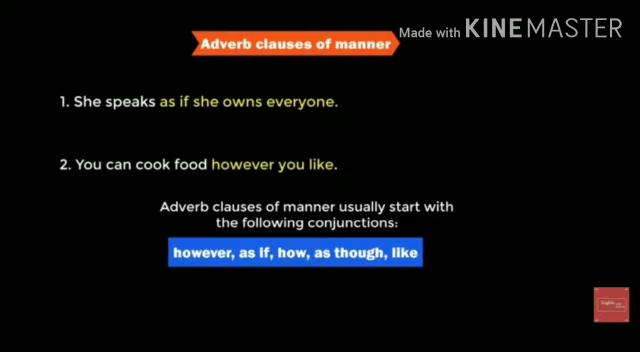 Adverb clauses of manner
Made with KINEMASTER
1. She speaks as if she owns everyone.
2. You can cook food however you like.
Adverb clauses of manner usually start with
the following conjunctions:
however, as if, how, as though, like
English